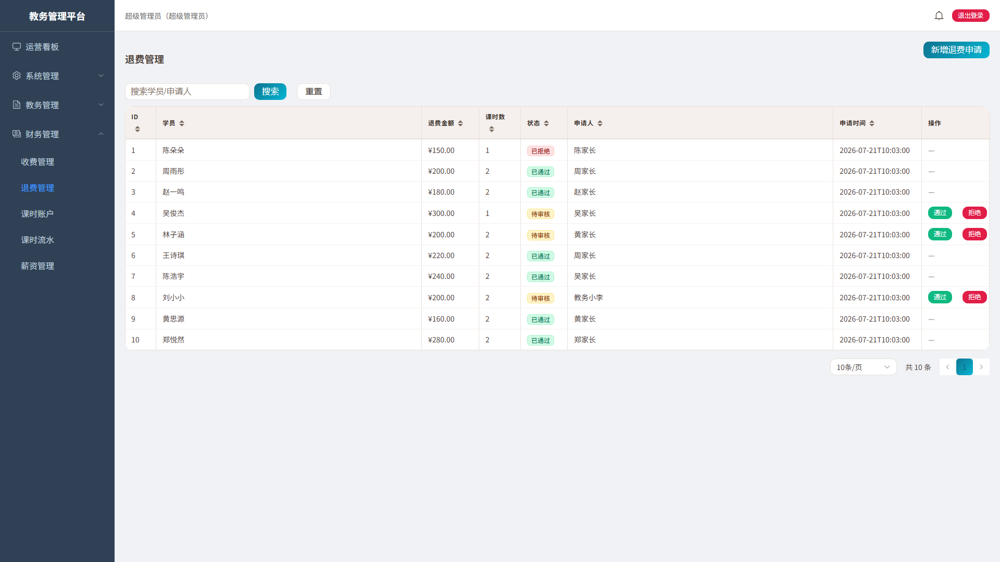 教务管理平台
超级管理员（超级管理员）
退出登录
运营看板
系统管理
教务管理
财务管理
收费管理
退费管理
课时账户
课时流水
薪资管理
退费管理
新增退费申请
搜索学员/申请人 搜索 重置
ID 学员 退费金额 课时数 状态 申请人 申请时间 操作
1 陈朵朵 ¥150.00 1 已拒绝 陈家长 2026-07-21T10:03:00 —
2 周雨彤 ¥200.00 2 已通过 周家长 2026-07-21T10:03:00 —
3 赵一鸣 ¥180.00 2 已通过 赵家长 2026-07-21T10:03:00 —
4 吴俊杰 ¥300.00 1 待审核 吴家长 2026-07-21T10:03:00 通过 拒绝
5 林子涵 ¥200.00 2 待审核 黄家长 2026-07-21T10:03:00 通过 拒绝
6 王诗琪 ¥220.00 2 已通过 周家长 2026-07-21T10:03:00 —
7 陈浩宇 ¥240.00 2 已通过 吴家长 2026-07-21T10:03:00 —
8 刘小小 ¥200.00 2 待审核 教务小李 2026-07-21T10:03:00 通过 拒绝
9 黄思源 ¥160.00 2 已通过 黄家长 2026-07-21T10:03:00 —
10 郑悦然 ¥280.00 2 已通过 郑家长 2026-07-21T10:03:00 —
10条/页 共 10 条 1